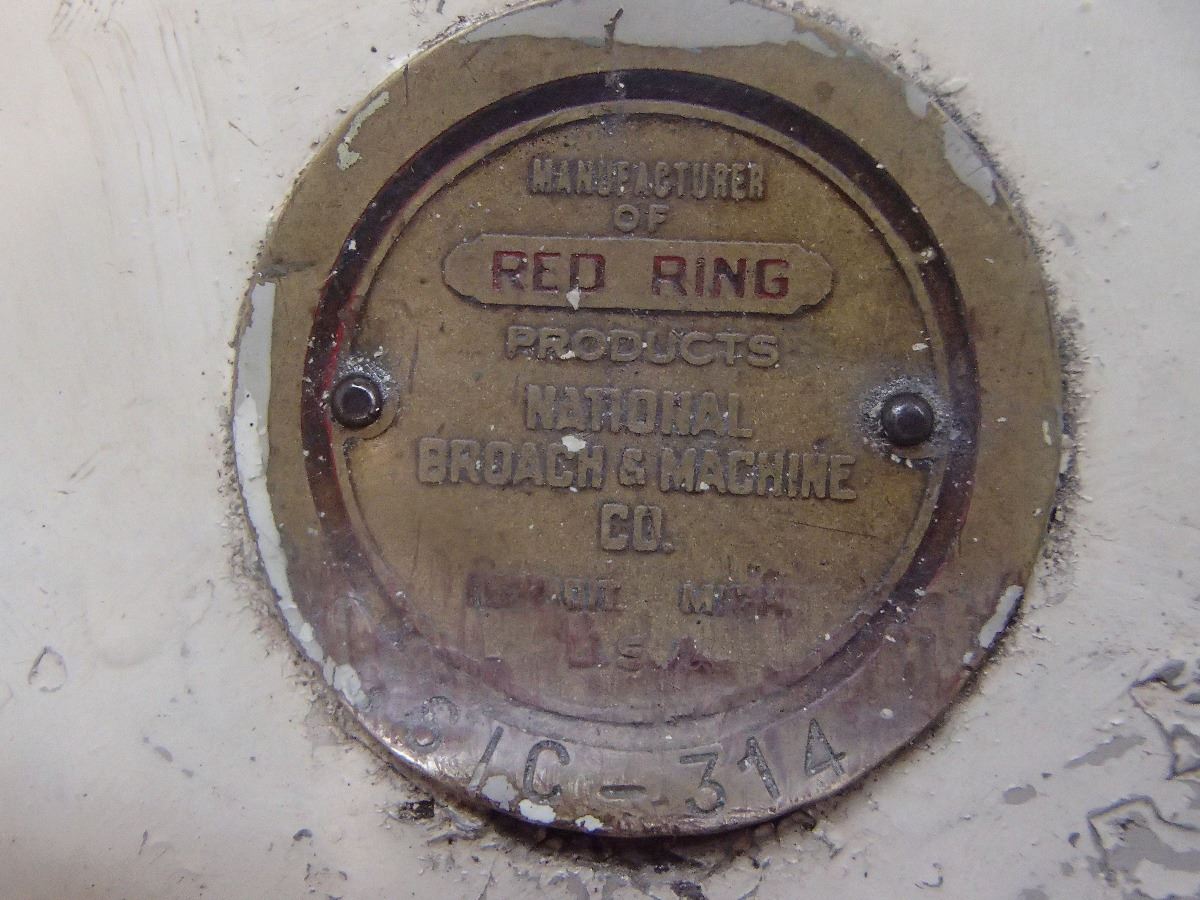 MANUFACTURER
OF
RED RING
PRODUCTS
NATIONAL
BROACH & MACHINE
CO.
U.S.A.
C-314